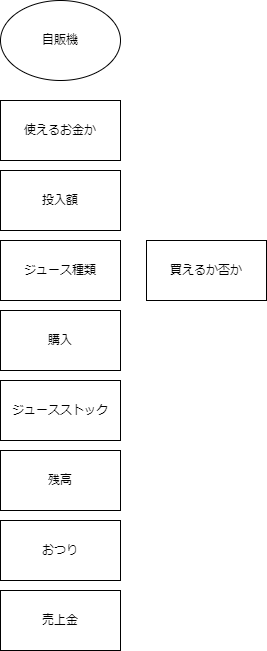 自販機
使えるお金か
投入額
ジュース種類
買えるか否か
購入
ジュースストック
残高
おつり
売上金